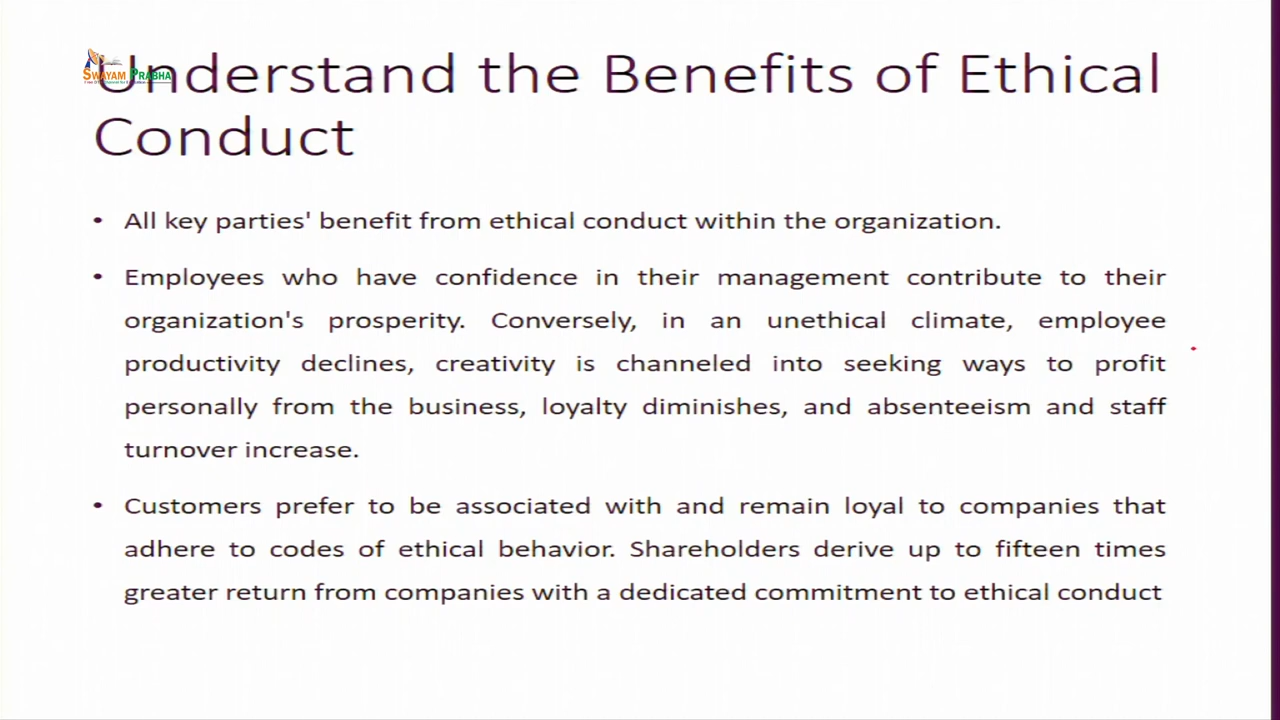 Understand the Benefits of Ethical
Conduct
SWAYAM PRABHA
• All key parties' benefit from ethical conduct within the organization.
• Employees who have confidence in their management contribute to their
organization's prosperity. Conversely, in an unethical climate, employee
productivity declines, creativity is channeled into seeking ways to profit
personally from the business, loyalty diminishes, and absenteeism and staff
turnover increase.
• Customers prefer to be associated with and remain loyal to companies that
adhere to codes of ethical behavior. Shareholders derive up to fifteen times
greater return from companies with a dedicated commitment to ethical conduct